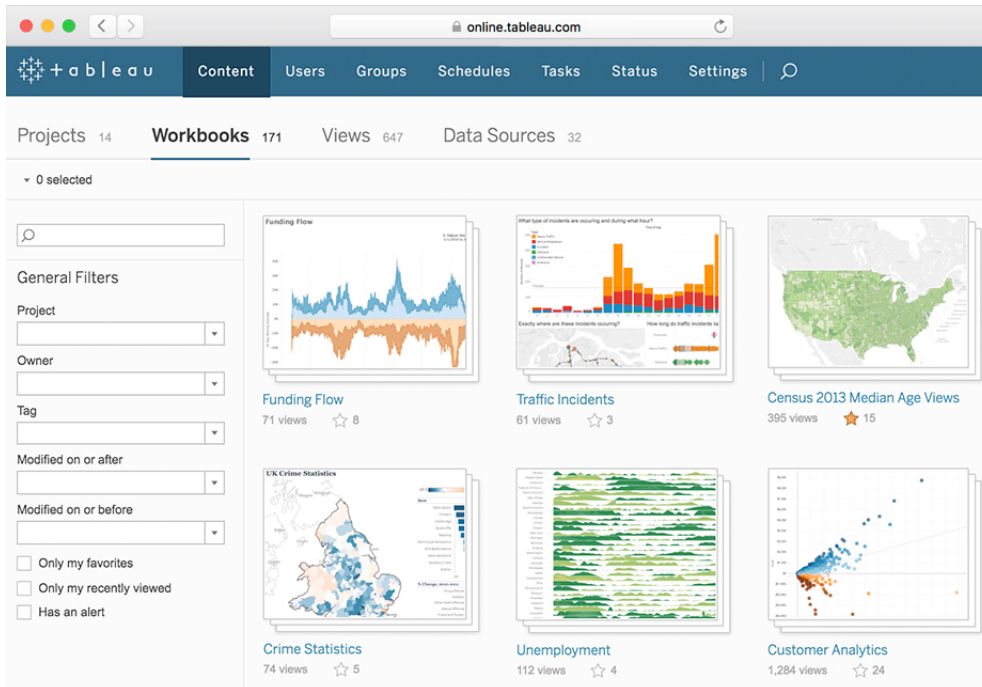 online.tableau.com
+ a b | e a u
Content Users Groups Schedules Tasks Status Settings
Projects 14 Workbooks 171 Views 647 Data Sources 32
0 selected
General Filters
Project
Owner
Tag
Modified on or after
Modified on or before
Only my favorites
Only my recently viewed
Has an alert
Funding Flow
What type of incidents are occuring and during what hour?
Exactly where are these incidents occuring? How long do traffic incidents
Funding Flow
71 views 8
Traffic Incidents
61 views 3
Census 2013 Median Age Views
395 views 15
UK Crime Statistics
Crime Statistics
74 views 5
Unemployment
112 views 4
Customer Analytics
1,284 views 24